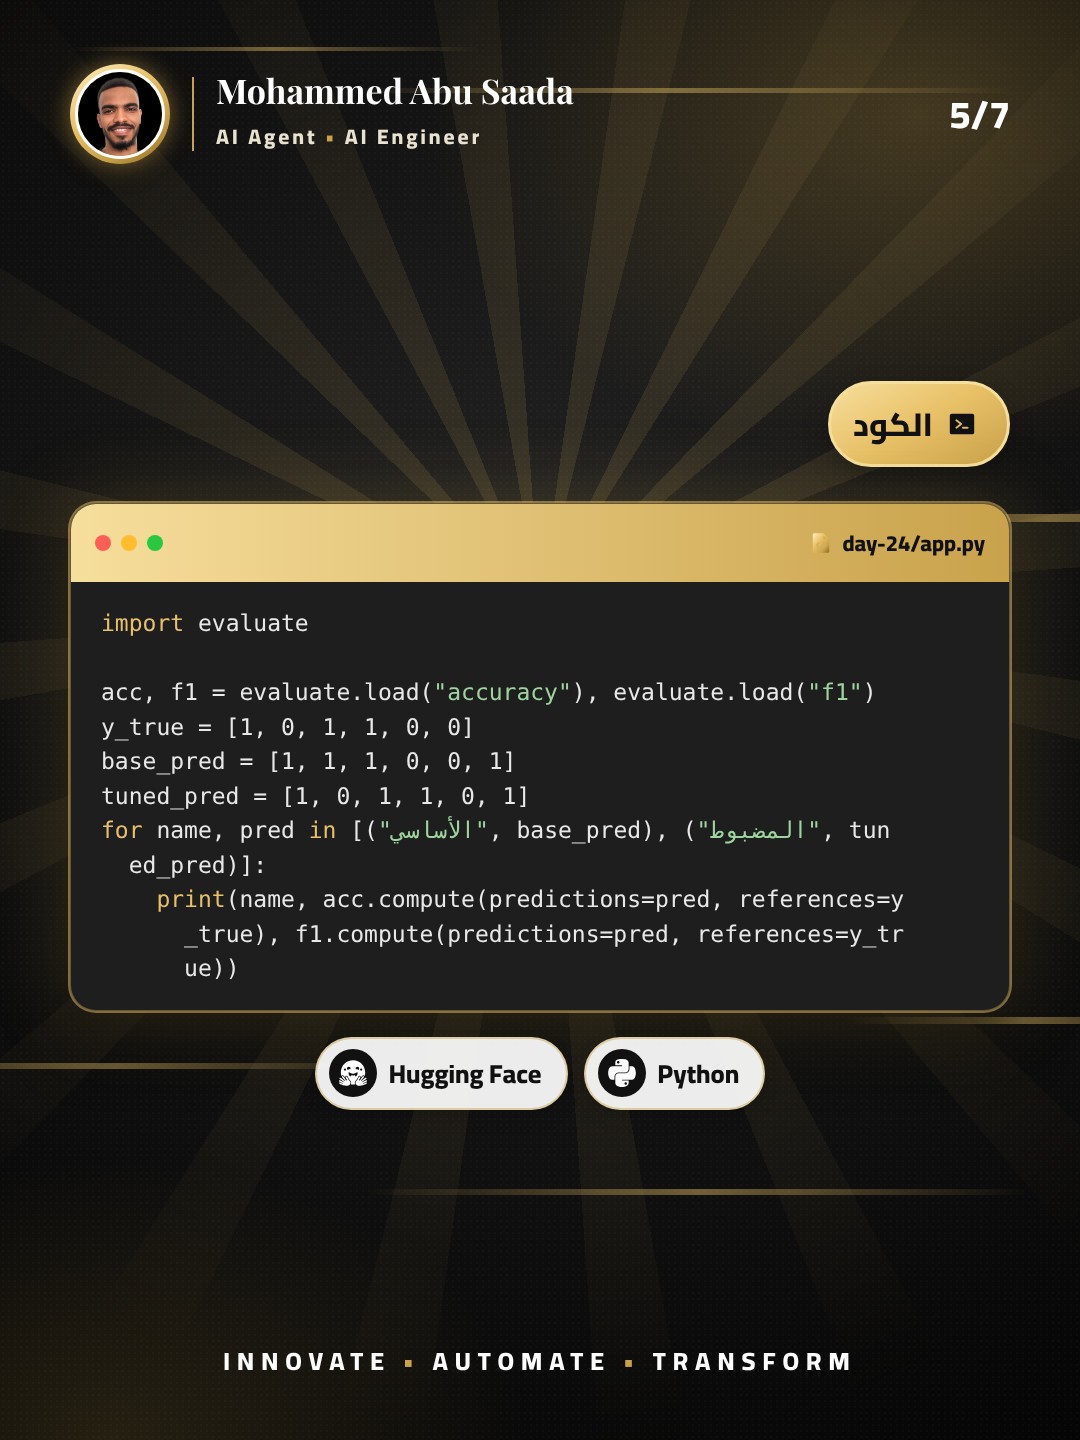 Mohammed Abu Saada
AI Agent ▪ AI Engineer
5/7
الكود
day-24/app.py
import evaluate
acc, f1 = evaluate.load("accuracy"), evaluate.load("f1")
y_true = [1, 0, 1, 1, 0, 0]
base_pred = [1, 1, 1, 0, 0, 1]
tuned_pred = [1, 0, 1, 1, 0, 1]
for name, pred in [("الأساسي", base_pred), ("المضبوط", tun
ed_pred)]:
print(name, acc.compute(predictions=pred, references=y
_true), f1.compute(predictions=pred, references=y_tr
ue))
Hugging Face
Python
INNOVATE ▪ AUTOMATE ▪ TRANSFORM